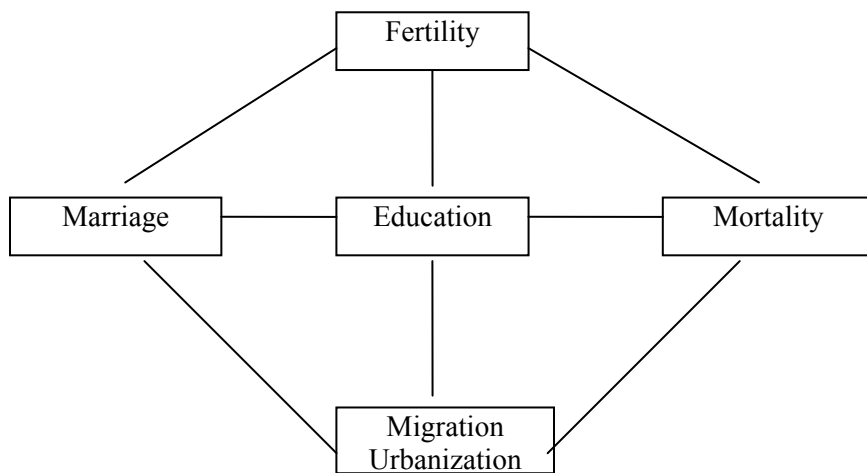 Fertility
Marriage
Education
Mortality
Migration
Urbanization